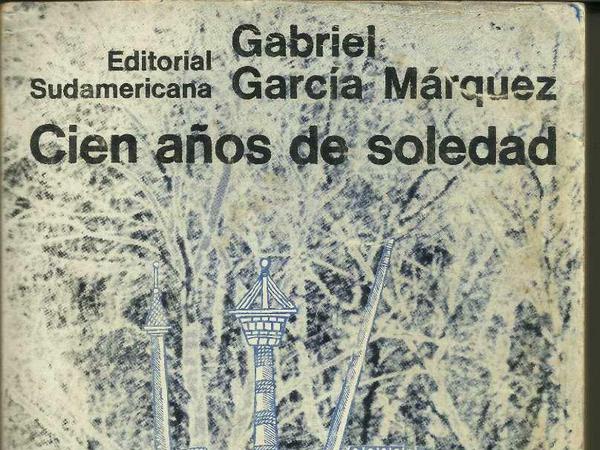 Gabriel
Editorial
Sudamericana
García Márquez
Cien años de soledad